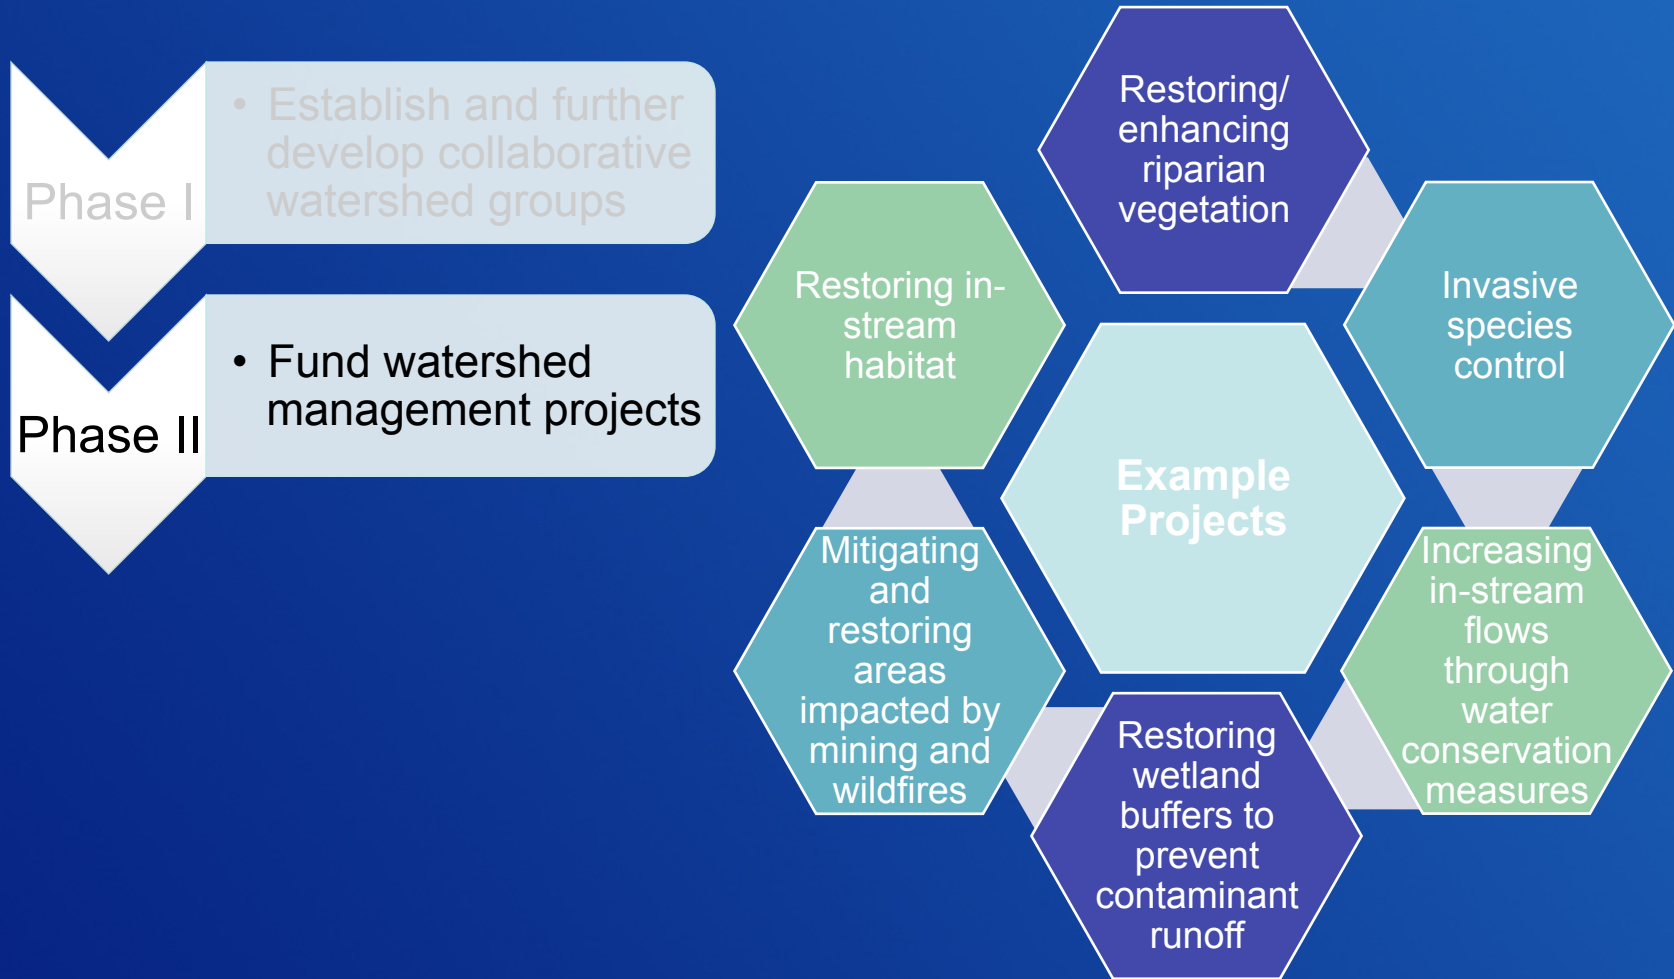 Phase I
• Establish and further
develop collaborative
watershed groups
Phase II
• Fund watershed
management projects
Example
Projects
Restoring/
enhancing
riparian
vegetation
Invasive
species
control
Increasing
in-stream
flows
through
water
conservation
measures
Restoring
wetland
buffers to
prevent
contaminant
runoff
Mitigating
and
restoring
areas
impacted by
mining and
wildfires
Restoring in-
stream
habitat